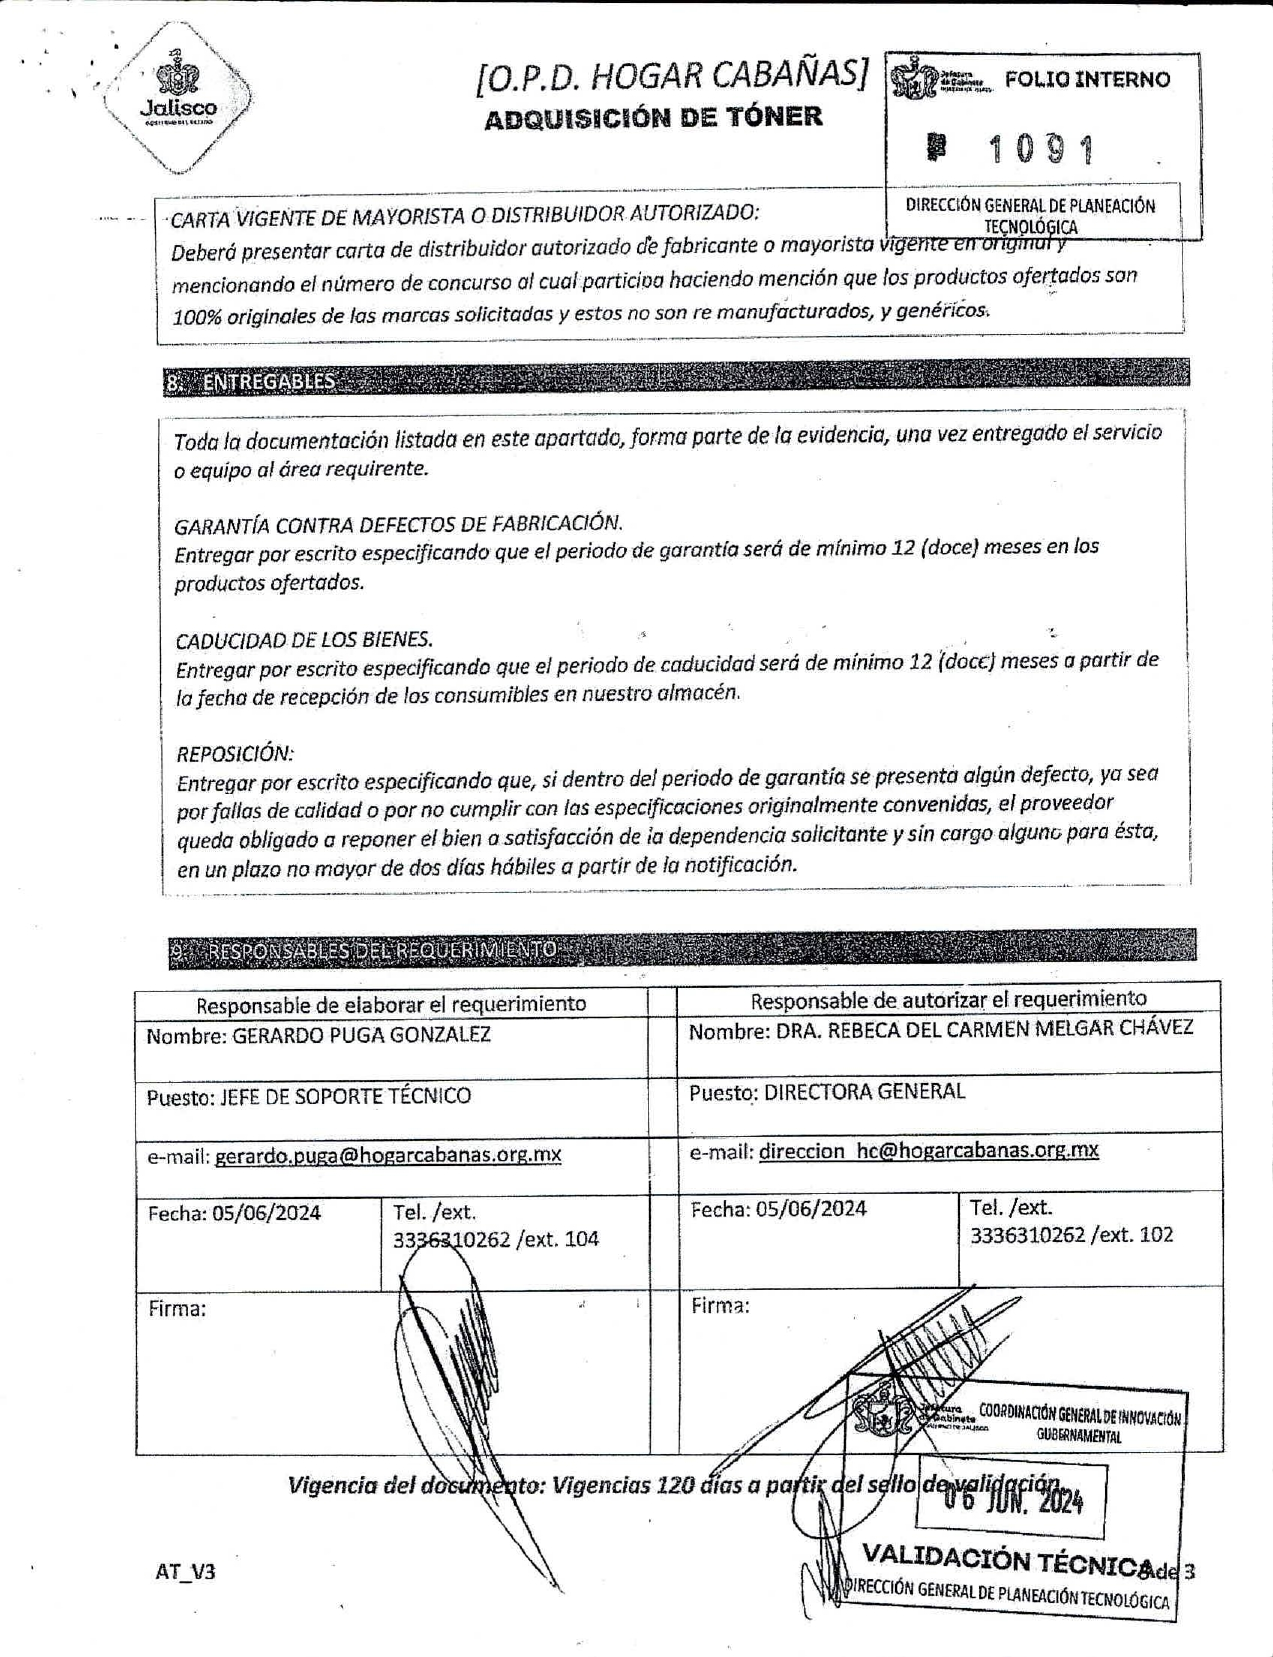 Jalisco
[O.P.D. HOGAR CABAÑAS]
ADQUISICIÓN DE TÓNER
Jefatura
de Gabinete
FOLIO INTERNO
1091
DIRECCIÓN GENERAL DE PLANEACIÓN
TECNOLÓGICA
CARTA VIGENTE DE MAYORISTA O DISTRIBUIDOR AUTORIZADO:
Deberá presentar carta de distribuidor autorizado de fabricante o mayorista vigente en original y
mencionando el número de concurso al cual participa haciendo mención que los productos ofertados son
100% originales de las marcas solicitadas y estos no son re manufacturados, y genéricos.
8. ENTREGABLES
Toda la documentación listada en este apartado, forma parte de la evidencia, una vez entregado el servicio
o equipo al área requirente.
GARANTÍA CONTRA DEFECTOS DE FABRICACIÓN.
Entregar por escrito especificando que el periodo de garantía será de mínimo 12 (doce) meses en los
productos ofertados.
CADUCIDAD DE LOS BIENES.
Entregar por escrito especificando que el periodo de caducidad será de mínimo 12 (doce) meses a partir de
la fecha de recepción de los consumibles en nuestro almacén.
REPOSICIÓN:
Entregar por escrito especificando que, si dentro del periodo de garantía se presenta algún defecto, ya sea
por fallas de calidad o por no cumplir con las especificaciones originalmente convenidas, el proveedor
queda obligado a reponer el bien a satisfacción de la dependencia solicitante y sin cargo alguno para ésta,
en un plazo no mayor de dos días hábiles a partir de la notificación.
9. RESPONSABLES DEL REQUERIMIENTO
Responsable de elaborar el requerimiento
Responsable de autorizar el requerimiento
Nombre: GERARDO PUGA GONZALEZ
Nombre: DRA. REBECA DEL CARMEN MELGAR CHÁVEZ
Puesto: JEFE DE SOPORTE TÉCNICO
Puesto: DIRECTORA GENERAL
e-mail: gerardo.puga@hogarcabanas.org.mx
e-mail: direccion_hc@hogarcabanas.org.mx
Fecha: 05/06/2024
Tel. /ext.
3336310262 /ext. 104
Fecha: 05/06/2024
Tel. /ext.
3336310262 /ext. 102
Firma:
Firma:
Jefatura
de Gabinete
COORDINACIÓN GENERAL DE INNOVACIÓN
GUBERNAMENTAL
Vigencia del documento: Vigencias 120 días a partir del sello de validación.
06 JUN. 2024
VALIDACIÓN TÉCNICA
DIRECCIÓN GENERAL DE PLANEACIÓN TECNOLÓGICA
AT_V3
de 3